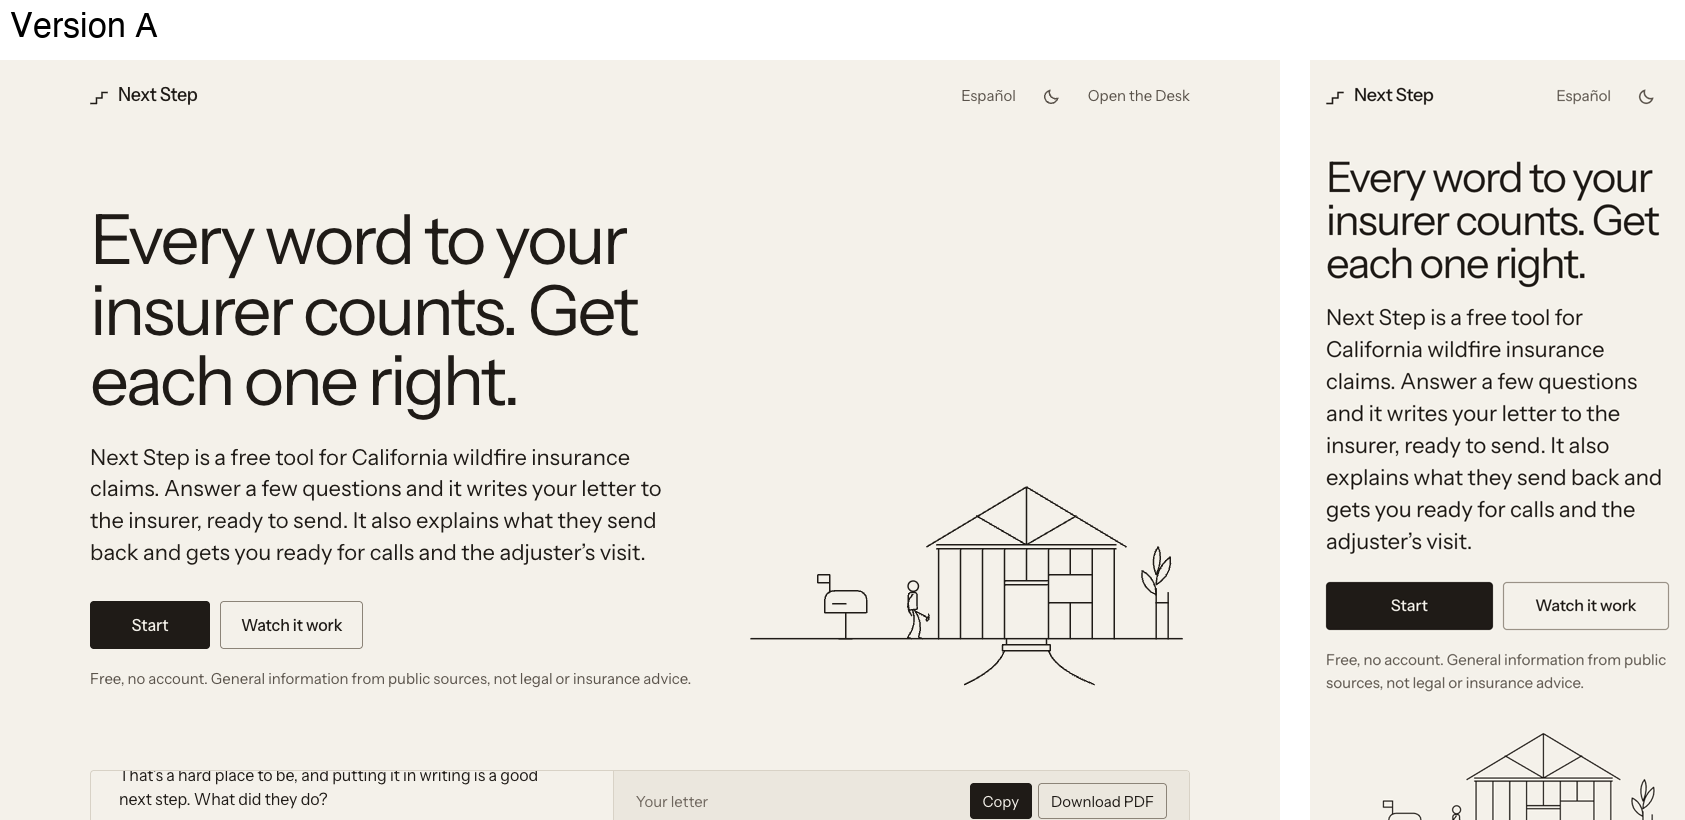 Version A
Next Step
Español
Open the Desk
Every word to your
insurer counts. Get
each one right.
Next Step is a free tool for California wildfire insurance
claims. Answer a few questions and it writes your letter to
the insurer, ready to send. It also explains what they send
back and gets you ready for calls and the adjuster’s visit.
Start
Watch it work
Free, no account. General information from public sources, not legal or insurance advice.
That’s a hard place to be, and putting it in writing is a good
next step. What did they do?
Your letter
Copy
Download PDF
Next Step
Español
Every word to your
insurer counts. Get
each one right.
Next Step is a free tool for
California wildfire insurance
claims. Answer a few questions
and it writes your letter to the
insurer, ready to send. It also
explains what they send back and
gets you ready for calls and the
adjuster’s visit.
Start
Watch it work
Free, no account. General information from public
sources, not legal or insurance advice.